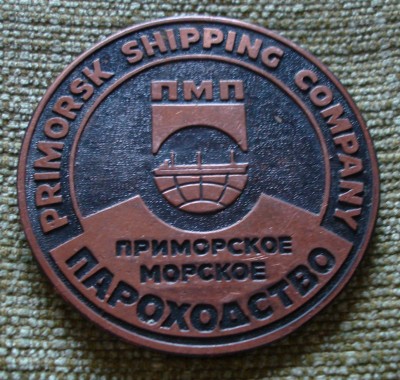 PRIMORSK SHIPPING COMPANY
ПМП
ПРИМОРСКОЕ
МОРСКОЕ
ПАРОХОДСТВО